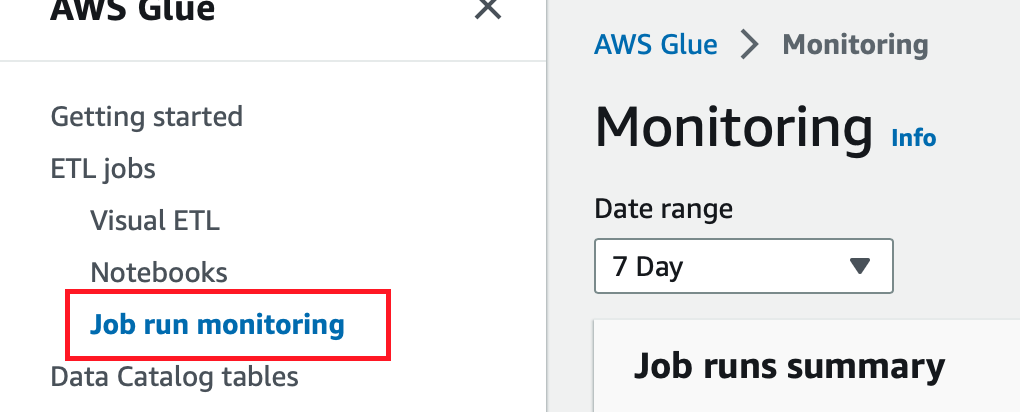 AWS Glue
Getting started
ETL jobs
Visual ETL
Notebooks
Job run monitoring
Data Catalog tables
AWS Glue > Monitoring
Monitoring Info
Date range
7 Day
Job runs summary